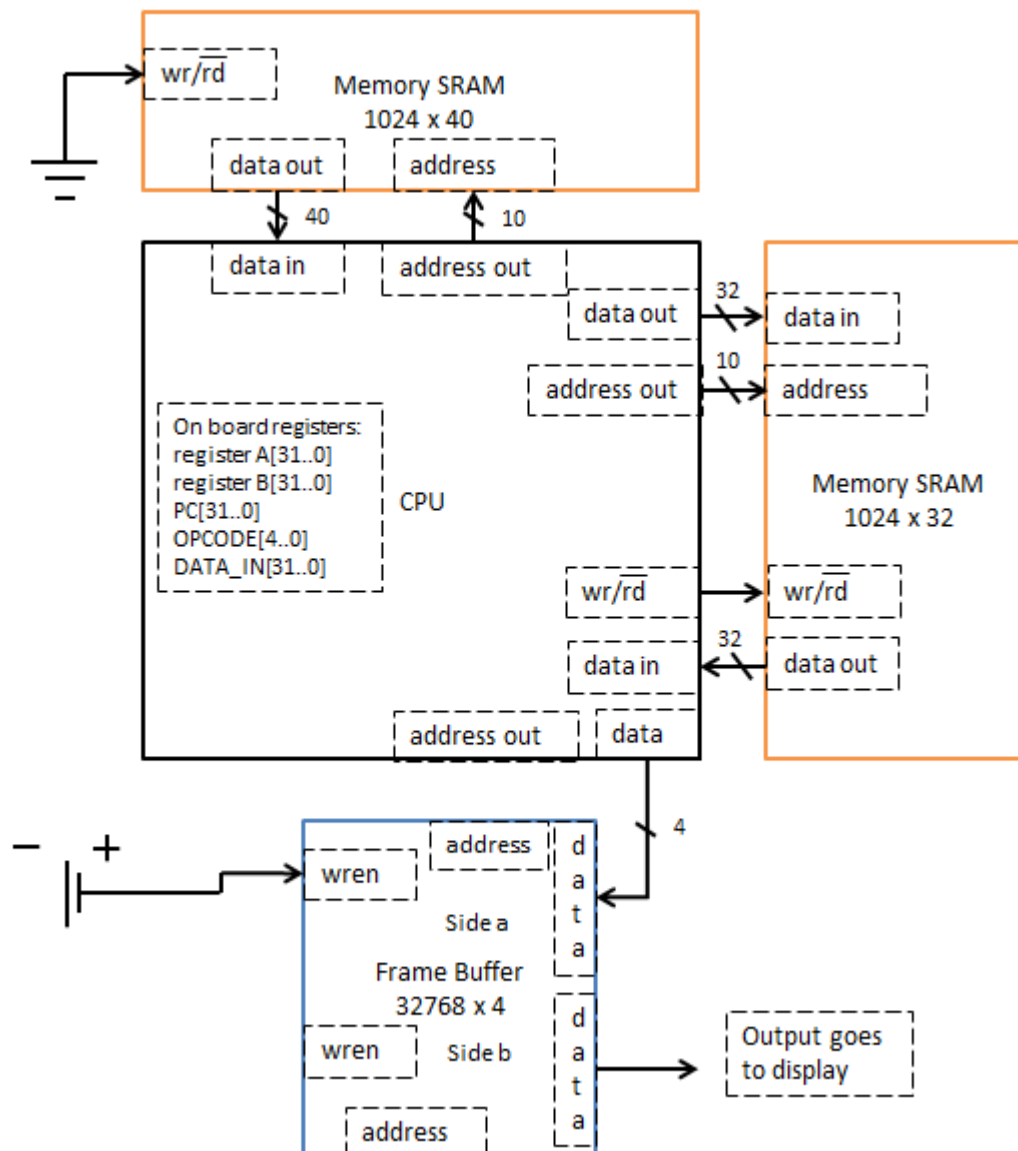 wr/rd
Memory SRAM
1024 x 40
data out
address
40
10
data in
address out
data out
32
data in
address out
10
address
On board registers:
register A[31..0]
register B[31..0]
PC[31..0]
OPCODE[4..0]
DATA_IN[31..0]
CPU
Memory SRAM
1024 x 32
wr/rd
wr/rd
data in
32
data out
address out
data
4
- +
wren
address
data
Side a
Frame Buffer
32768 x 4
wren
Side b
data
address
Output goes
to display